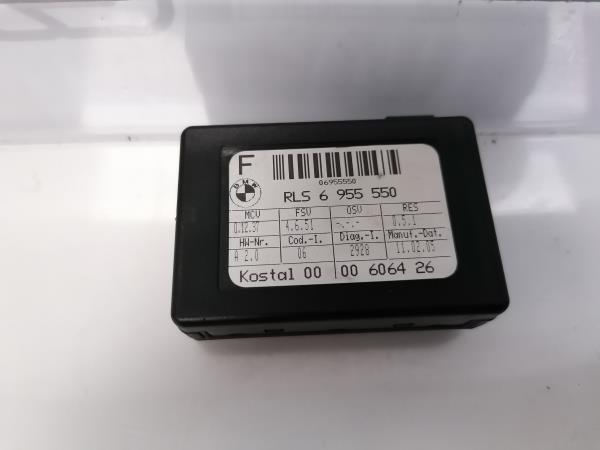 F
06955550
BMW
RLS 6 955 550
MCV FSV OSV RES
0.12.37 4.6.51 -.-.- 0.5.1
HW-Nr. Cod.-I. Diag.-I. Manuf.-Dat.
A 2.0 06 2928 11.02.05
Kostal 00 00 6064 26